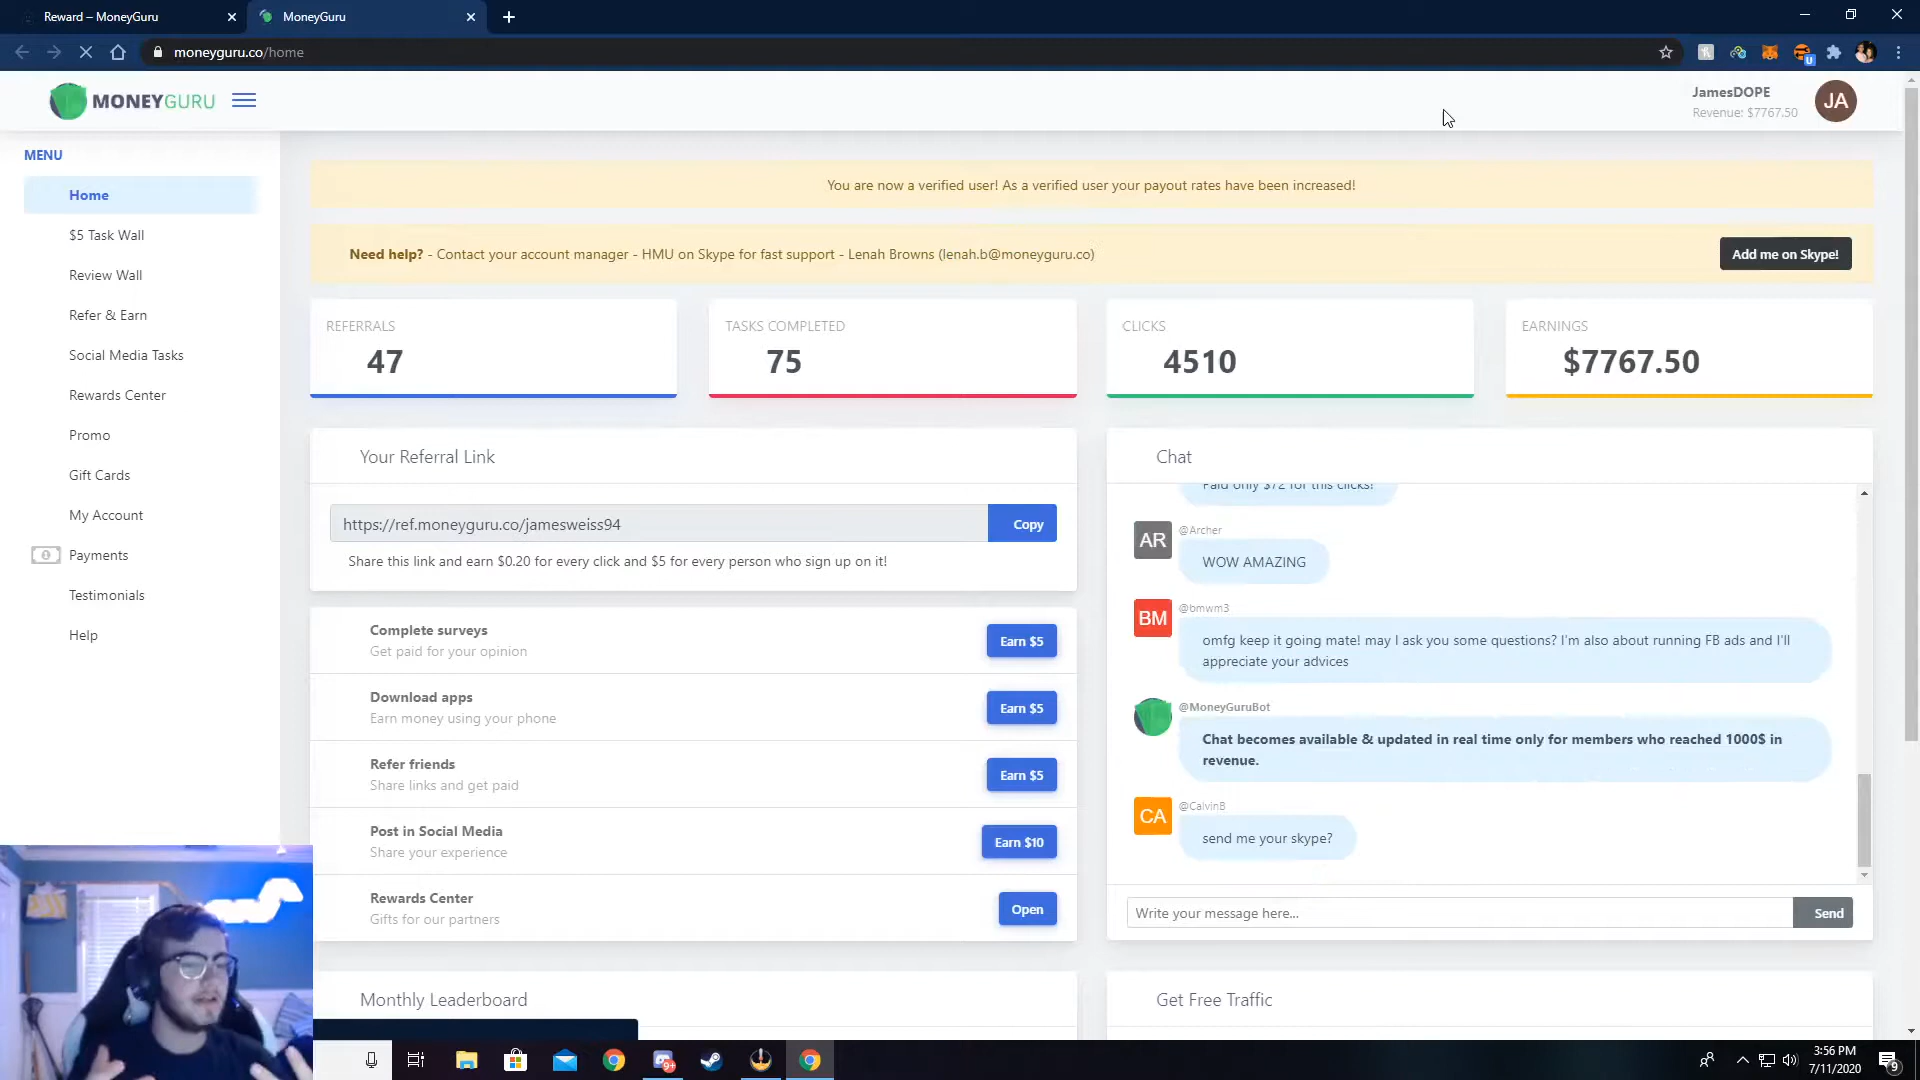 Reward – MoneyGuru
MoneyGuru
moneyguru.co/home
MONEYGURU
JamesDOPE
Revenue: $7767.50
JA
MENU
Home
$5 Task Wall
Review Wall
Refer & Earn
Social Media Tasks
Rewards Center
Promo
Gift Cards
My Account
Payments
Testimonials
Help
You are now a verified user! As a verified user your payout rates have been increased!
Need help? - Contact your account manager - HMU on Skype for fast support - Lenah Browns (lenah.b@moneyguru.co)
Add me on Skype!
REFERRALS
47
TASKS COMPLETED
75
CLICKS
4510
EARNINGS
$7767.50
Your Referral Link
https://ref.moneyguru.co/jamesweiss94
Copy
Share this link and earn $0.20 for every click and $5 for every person who sign up on it!
Complete surveys
Get paid for your opinion
Earn $5
Download apps
Earn money using your phone
Earn $5
Refer friends
Share links and get paid
Earn $5
Post in Social Media
Share your experience
Earn $10
Rewards Center
Gifts for our partners
Open
Monthly Leaderboard
Chat
Paid only $72 for this clicks!
@Archer
AR
WOW AMAZING
@bmwm3
BM
omfg keep it going mate! may I ask you some questions? I'm also about running FB ads and I'll
appreciate your advices
@MoneyGuruBot
Chat becomes available & updated in real time only for members who reached 1000$ in
revenue.
@CalvinB
CA
send me your skype?
Write your message here...
Send
Get Free Traffic
3:56 PM
7/11/2020